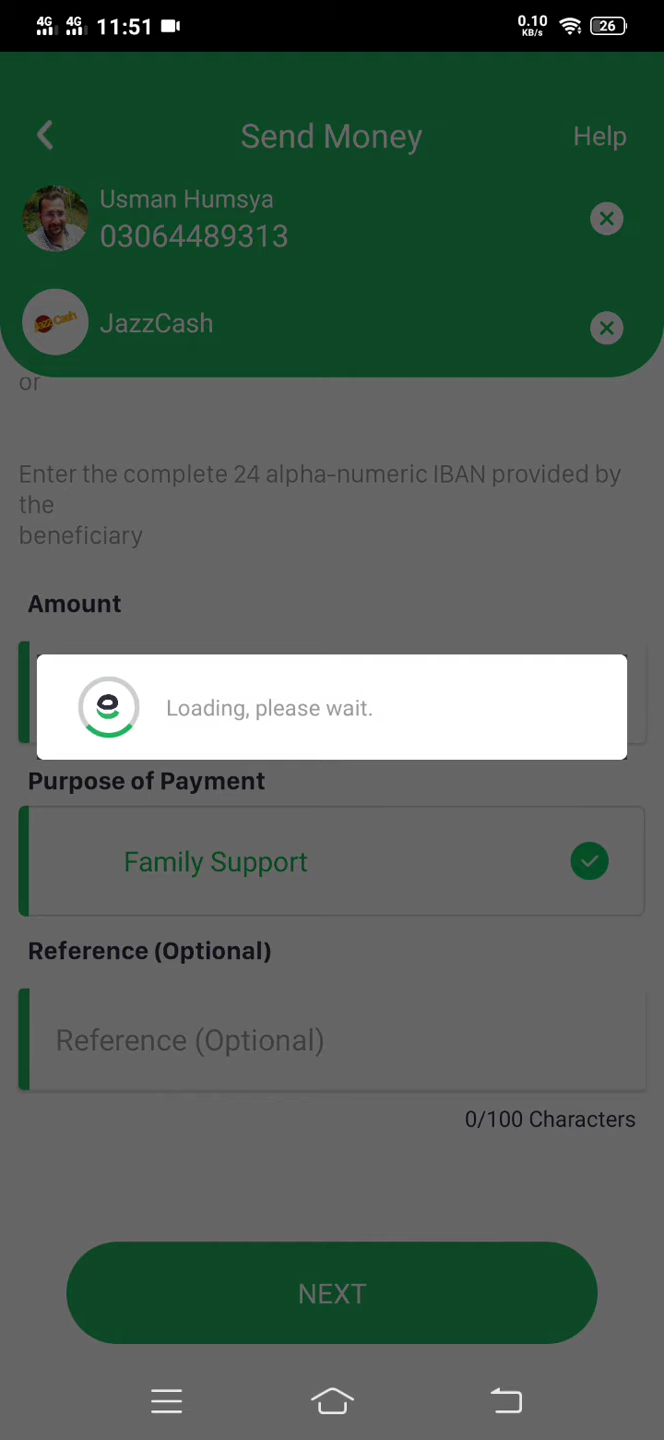 4G 4G 11:51 0.10 KB/s 26
Send Money Help
Usman Humsya
03064489313
JazzCash
JazzCash
or
Enter the complete 24 alpha-numeric IBAN provided by
the
beneficiary
Amount
Loading, please wait.
Purpose of Payment
Family Support
Reference (Optional)
Reference (Optional)
0/100 Characters
NEXT